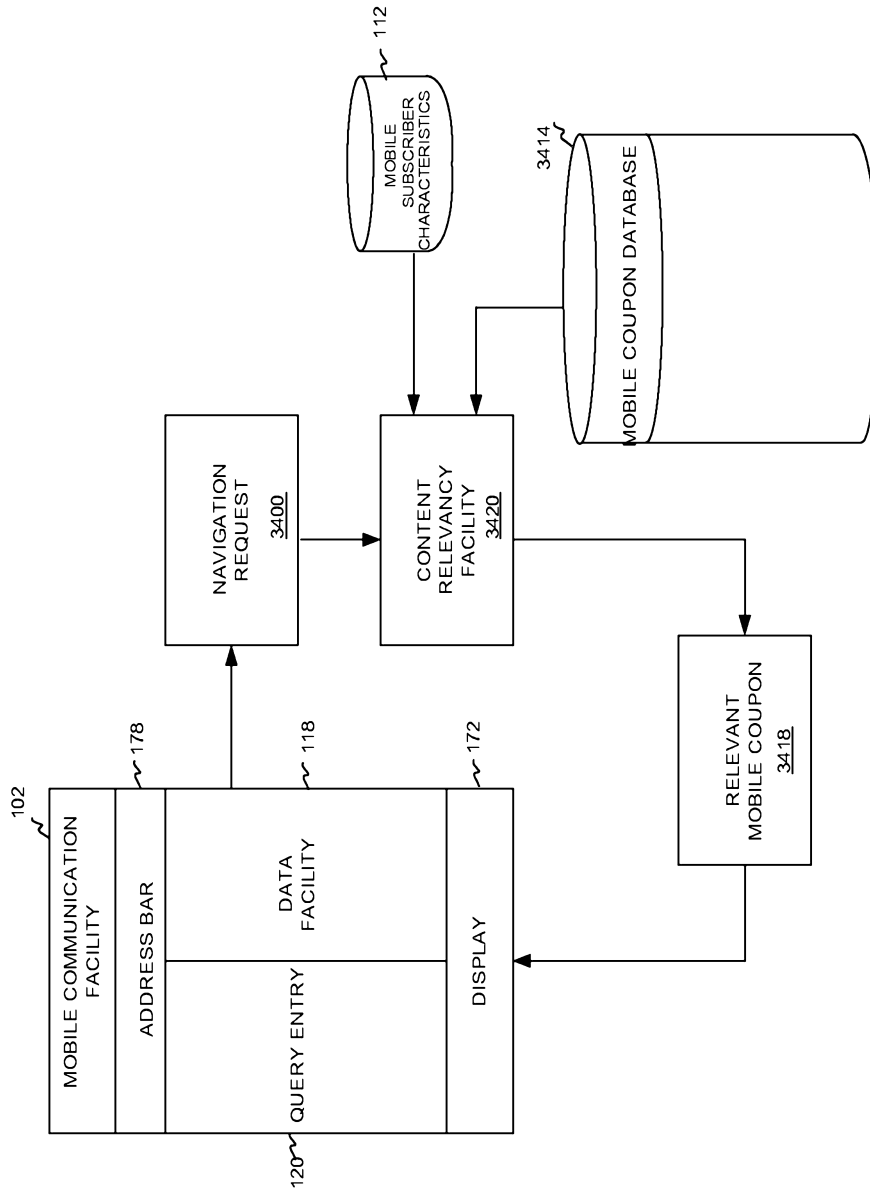 102
MOBILE COMMUNICATION
FACILITY
178
ADDRESS BAR
118
DATA
FACILITY
120
QUERY ENTRY
172
DISPLAY
NAVIGATION
REQUEST
3400
112
MOBILE
SUBSCRIBER
CHARACTERISTICS
CONTENT
RELEVANCY
FACILITY
3420
3414
MOBILE COUPON DATABASE
RELEVANT
MOBILE COUPON
3418